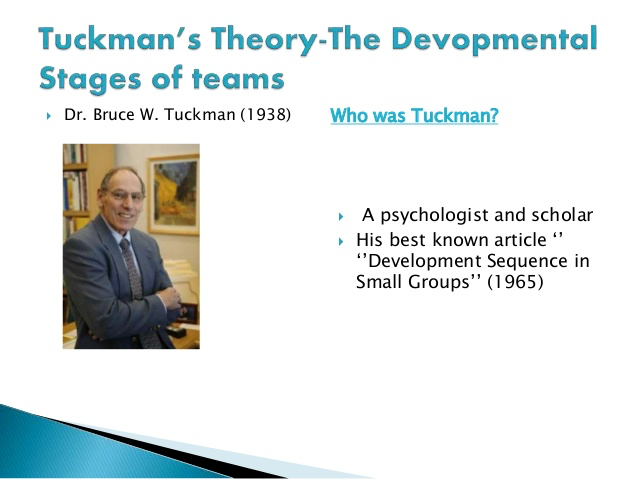 Tuckman’s Theory-The Devopmental
Stages of teams
Dr. Bruce W. Tuckman (1938)
Who was Tuckman?
A psychologist and scholar
His best known article ‘’
‘’Development Sequence in
Small Groups’’ (1965)